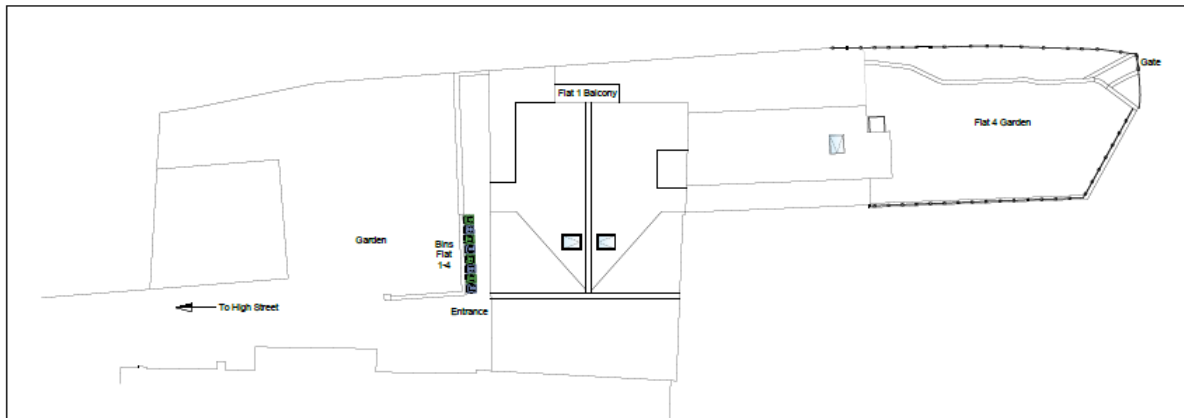 Gate
Flat 1 Balcony
Flat 4 Garden
Garden
Bins
Flat
1-4
To High Street
Entrance